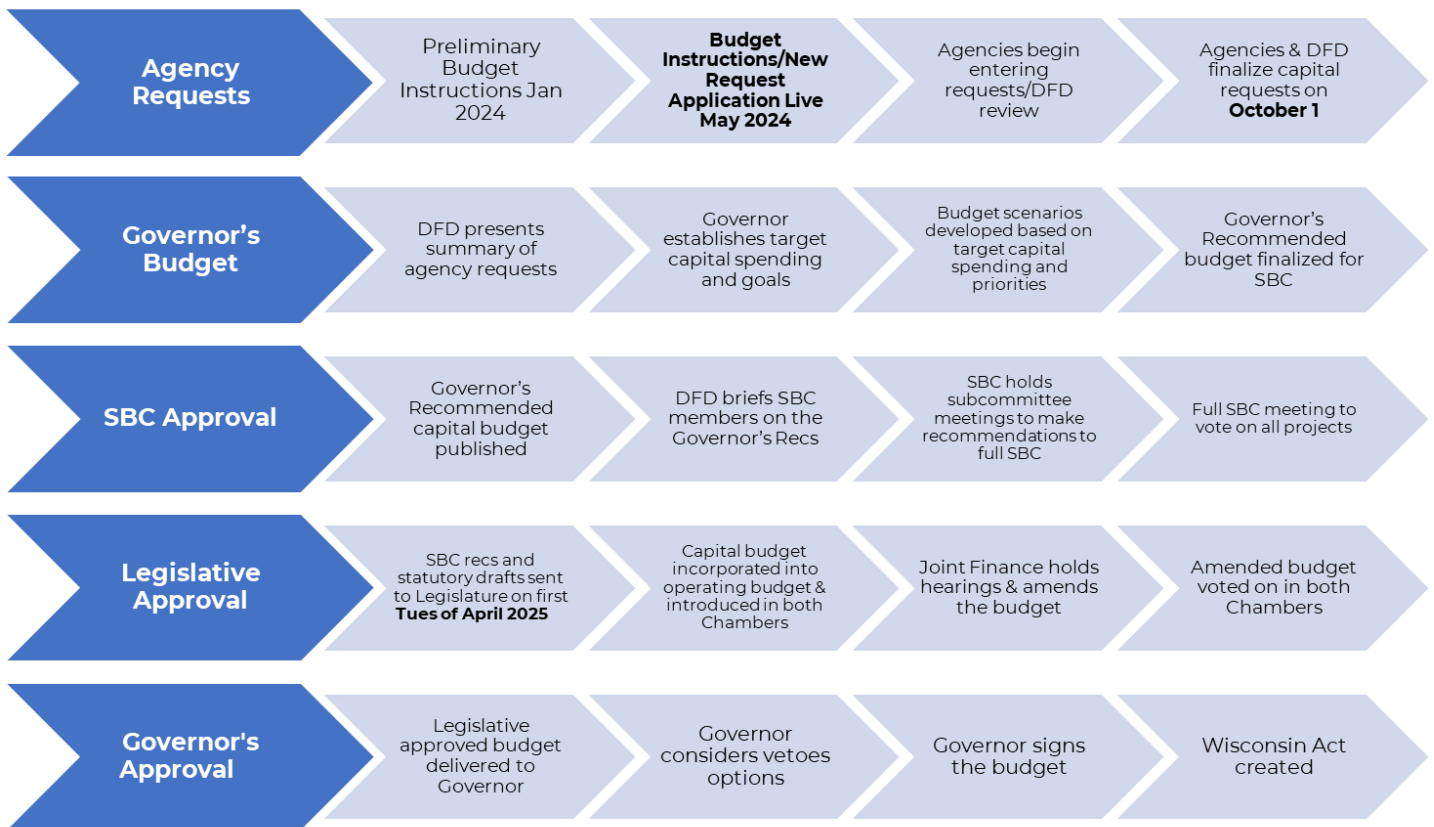 Agency
Requests
Preliminary
Budget
Instructions Jan
2024
Budget
Instructions/New
Request
Application Live
May 2024
Agencies begin
entering
requests/DFD
review
Agencies & DFD
finalize capital
requests on
October 1
Governor’s
Budget
DFD presents
summary of
agency requests
Governor
establishes target
capital spending
and goals
Budget scenarios
developed based on
target capital
spending and
priorities
Governor’s
Recommended
budget finalized for
SBC
SBC Approval
Governor’s
Recommended
capital budget
published
DFD briefs SBC
members on the
Governor’s Recs
SBC holds
subcommittee
meetings to make
recommendations to
full SBC
Full SBC meeting to
vote on all projects
Legislative
Approval
SBC recs and
statutory drafts sent
to Legislature on first
Tues of April 2025
Capital budget
incorporated into
operating budget &
introduced in both
Chambers
Joint Finance holds
hearings & amends
the budget
Amended budget
voted on in both
Chambers
Governor's
Approval
Legislative
approved budget
delivered to
Governor
Governor
considers vetoes
options
Governor signs
the budget
Wisconsin Act
created